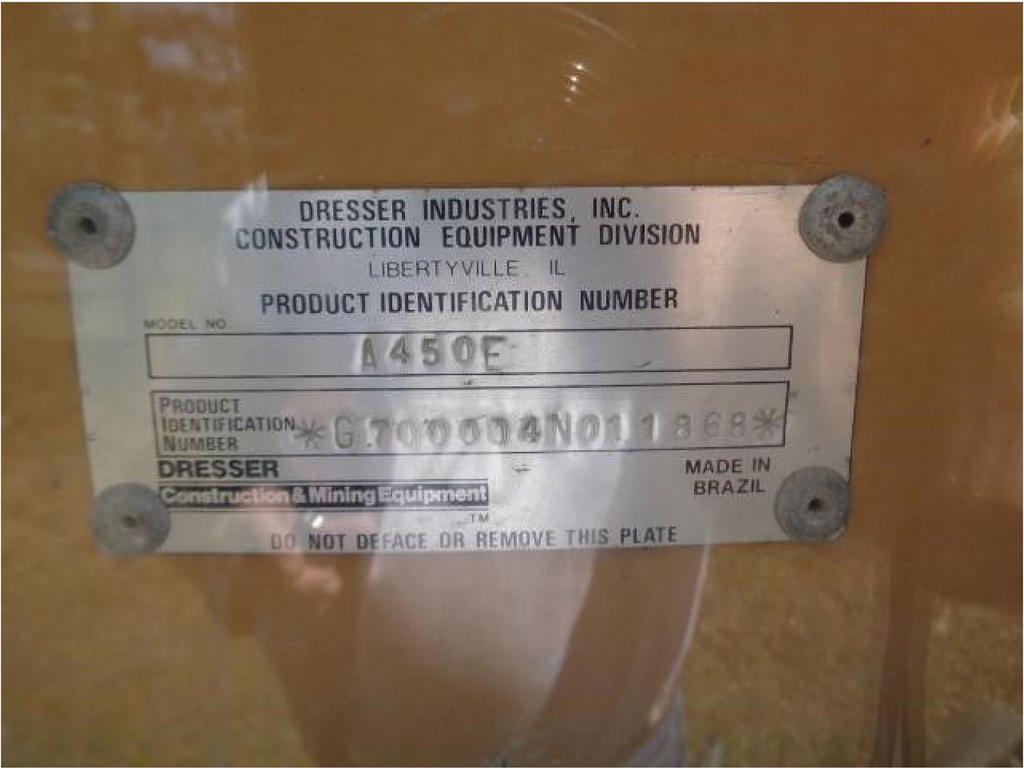 DRESSER INDUSTRIES, INC.
CONSTRUCTION EQUIPMENT DIVISION
LIBERTYVILLE IL
PRODUCT IDENTIFICATION NUMBER
MODEL NO.
A450E
PRODUCT
IDENTIFICATION
NUMBER
*G700004N011868*
DRESSER
Construction & Mining Equipment
TM
MADE IN
BRAZIL
DO NOT DEFACE OR REMOVE THIS PLATE